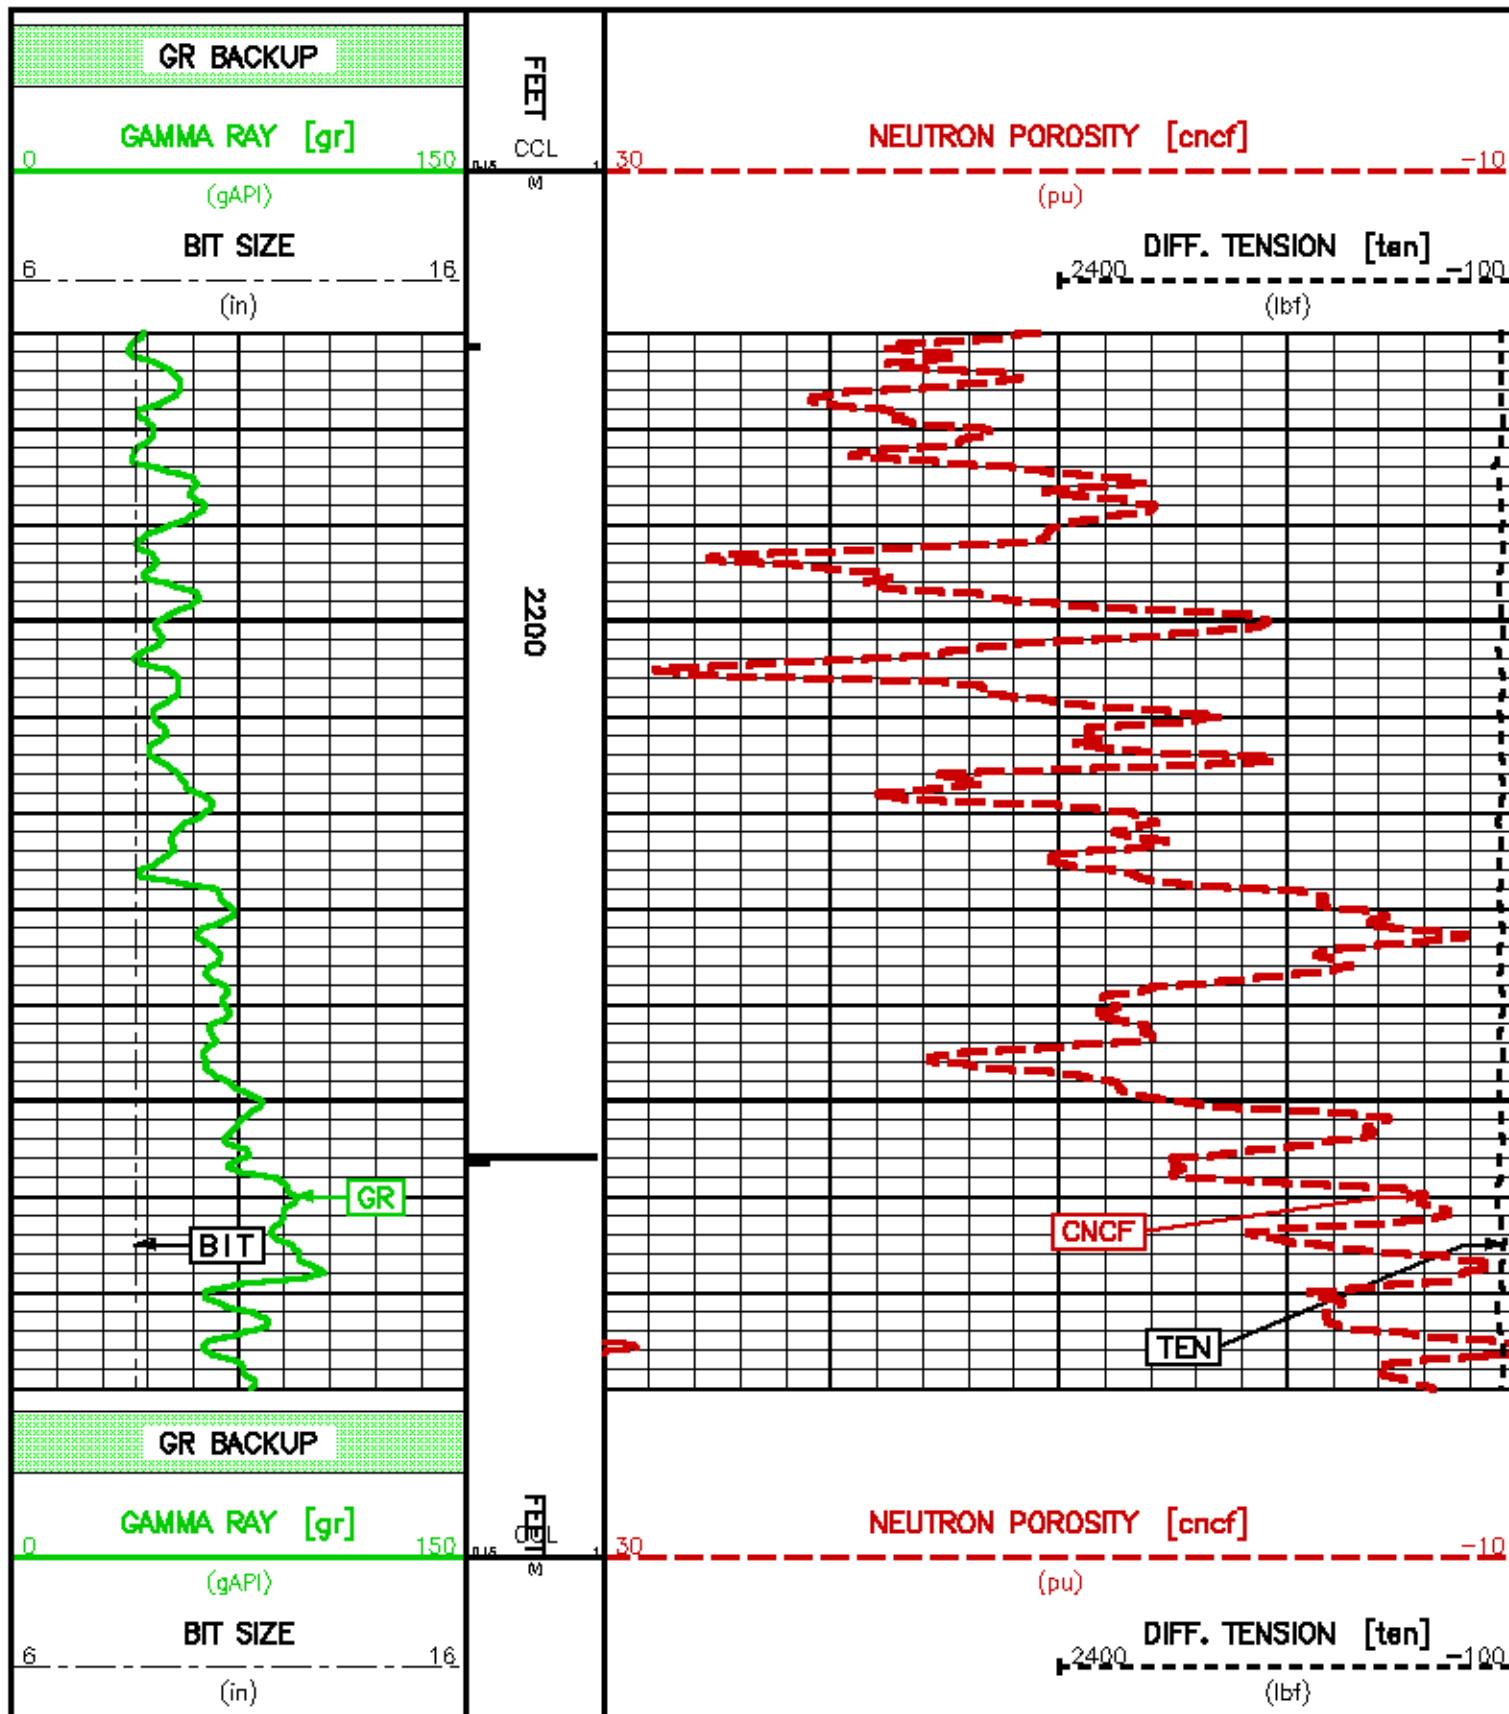 GR BACKUP
GAMMA RAY [gr]
0 150
(gAPI)
BIT SIZE
6 16
(in)
FEET
CCL
1
M
NEUTRON POROSITY [cncf]
30 -10
(pu)
DIFF. TENSION [ten]
2400 -100
(lbf)
2200
GR
BIT
CNCF
TEN
GR BACKUP
GAMMA RAY [gr]
0 150
(gAPI)
BIT SIZE
6 16
(in)
FEET
CCL
1
M
NEUTRON POROSITY [cncf]
30 -10
(pu)
DIFF. TENSION [ten]
2400 -100
(lbf)